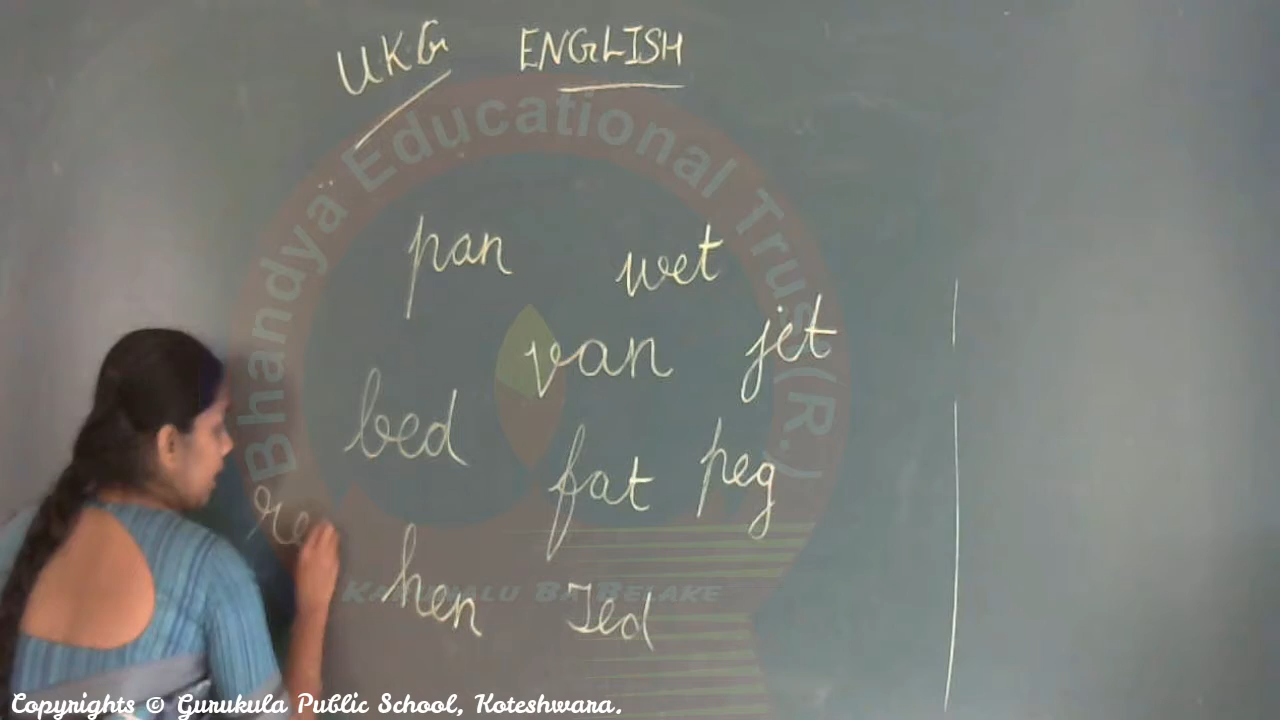 UKG ENGLISH
Bhandya Educational Trust (R.)
pan wet
van jet
bed
fat peg
re
hen Ted
Copyrights © Gurukula Public School, Koteshwara.